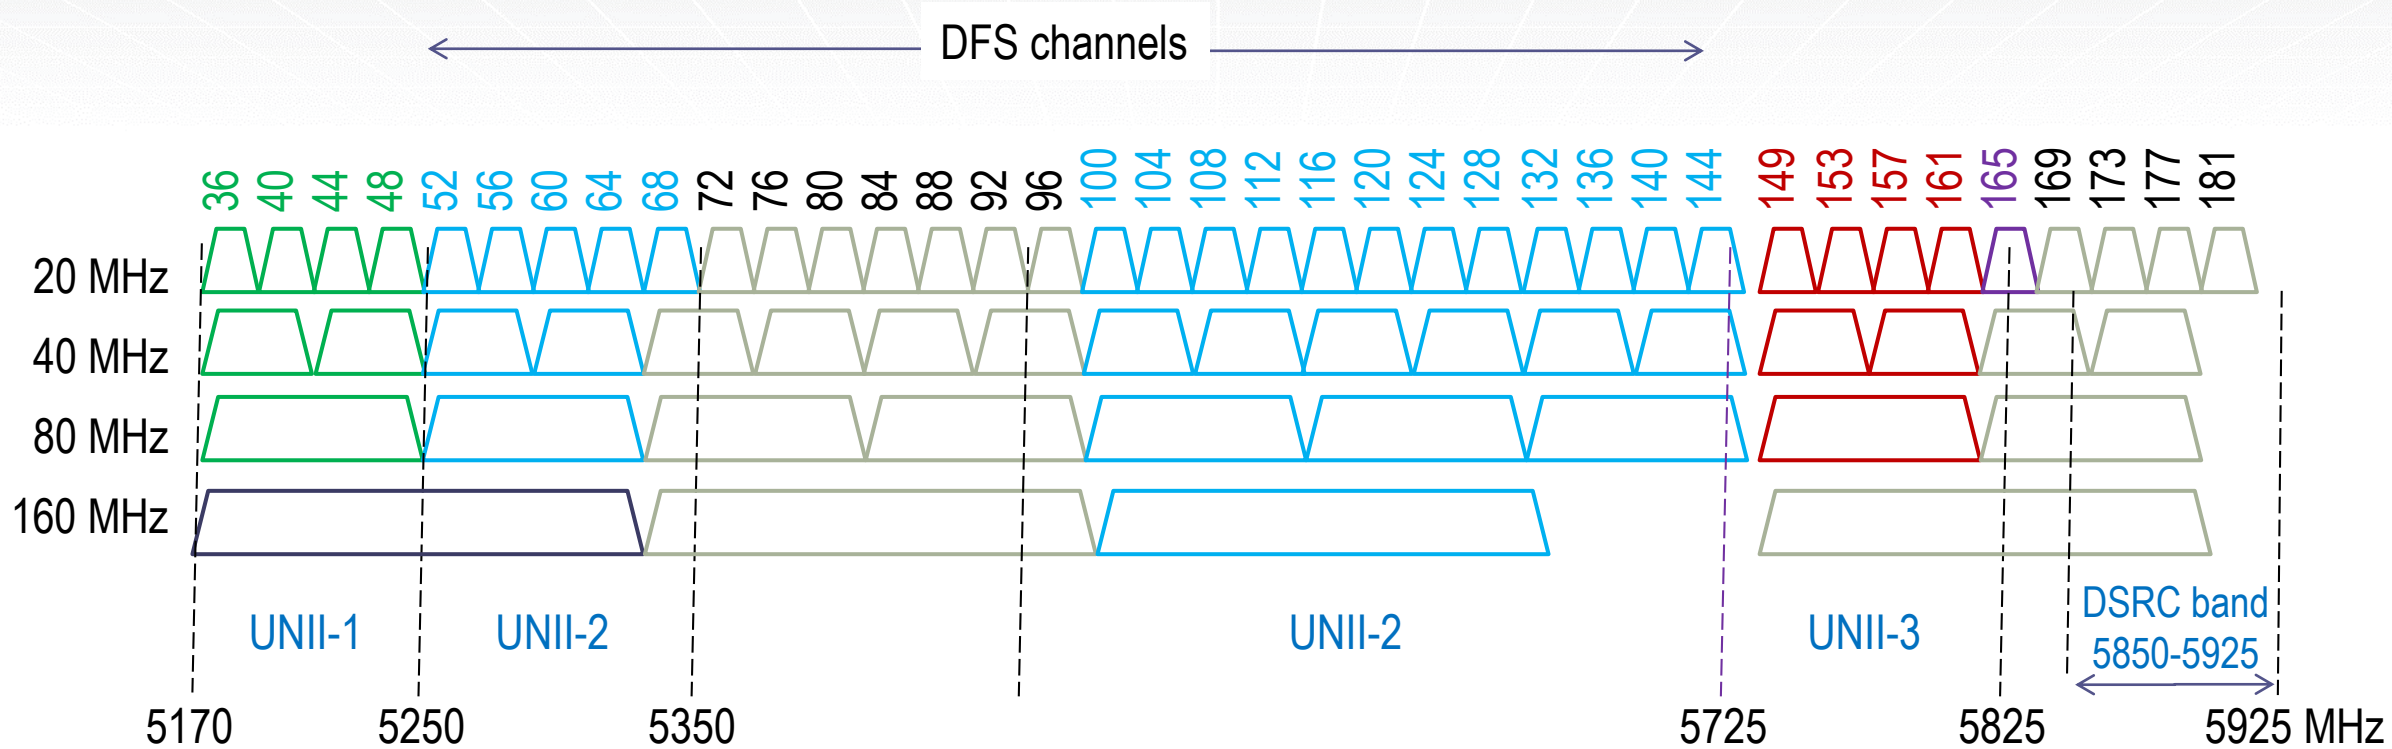 DFS channels
36 40 44 48 52 56 60 64 68 72 76 80 84 88 92 96 100 104 108 112 116 120 124 128 132 136 140 144 149 153 157 161 165 169 173 177 181
20 MHz
40 MHz
80 MHz
160 MHz
UNII-1 UNII-2 UNII-2 UNII-3 DSRC band
5850-5925
5170 5250 5350 5725 5825 5925 MHz